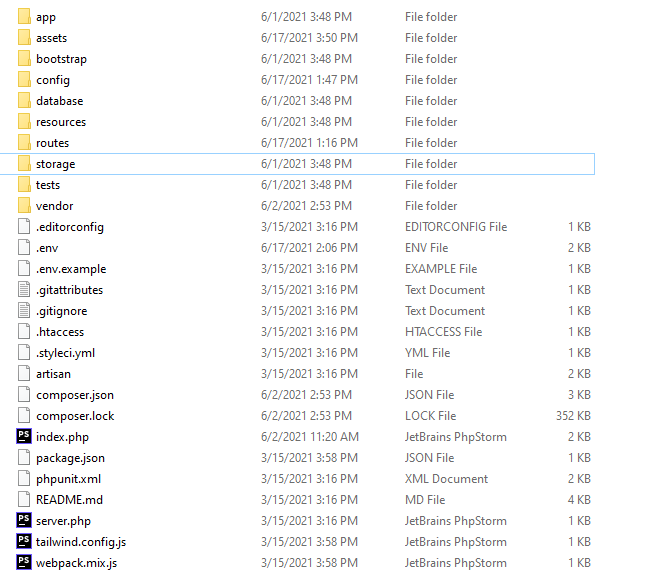 app 6/1/2021 3:48 PM File folder
assets 6/17/2021 3:50 PM File folder
bootstrap 6/1/2021 3:48 PM File folder
config 6/17/2021 1:47 PM File folder
database 6/1/2021 3:48 PM File folder
resources 6/1/2021 3:48 PM File folder
routes 6/17/2021 1:16 PM File folder
storage 6/1/2021 3:48 PM File folder
tests 6/1/2021 3:48 PM File folder
vendor 6/2/2021 2:53 PM File folder
.editorconfig 3/15/2021 3:16 PM EDITORCONFIG File 1 KB
.env 6/17/2021 2:06 PM ENV File 2 KB
.env.example 3/15/2021 3:16 PM EXAMPLE File 1 KB
.gitattributes 3/15/2021 3:16 PM Text Document 1 KB
.gitignore 3/15/2021 3:16 PM Text Document 1 KB
.htaccess 3/15/2021 3:16 PM HTACCESS File 1 KB
.styleci.yml 3/15/2021 3:16 PM YML File 1 KB
artisan 3/15/2021 3:16 PM File 2 KB
composer.json 6/2/2021 2:53 PM JSON File 3 KB
composer.lock 6/2/2021 2:53 PM LOCK File 352 KB
PS index.php 6/2/2021 11:20 AM JetBrains PhpStorm 2 KB
package.json 3/15/2021 3:58 PM JSON File 1 KB
phpunit.xml 3/15/2021 3:16 PM XML Document 2 KB
README.md 3/15/2021 3:16 PM MD File 4 KB
PS server.php 3/15/2021 3:16 PM JetBrains PhpStorm 1 KB
PS tailwind.config.js 3/15/2021 3:58 PM JetBrains PhpStorm 1 KB
PS webpack.mix.js 3/15/2021 3:58 PM JetBrains PhpStorm 1 KB